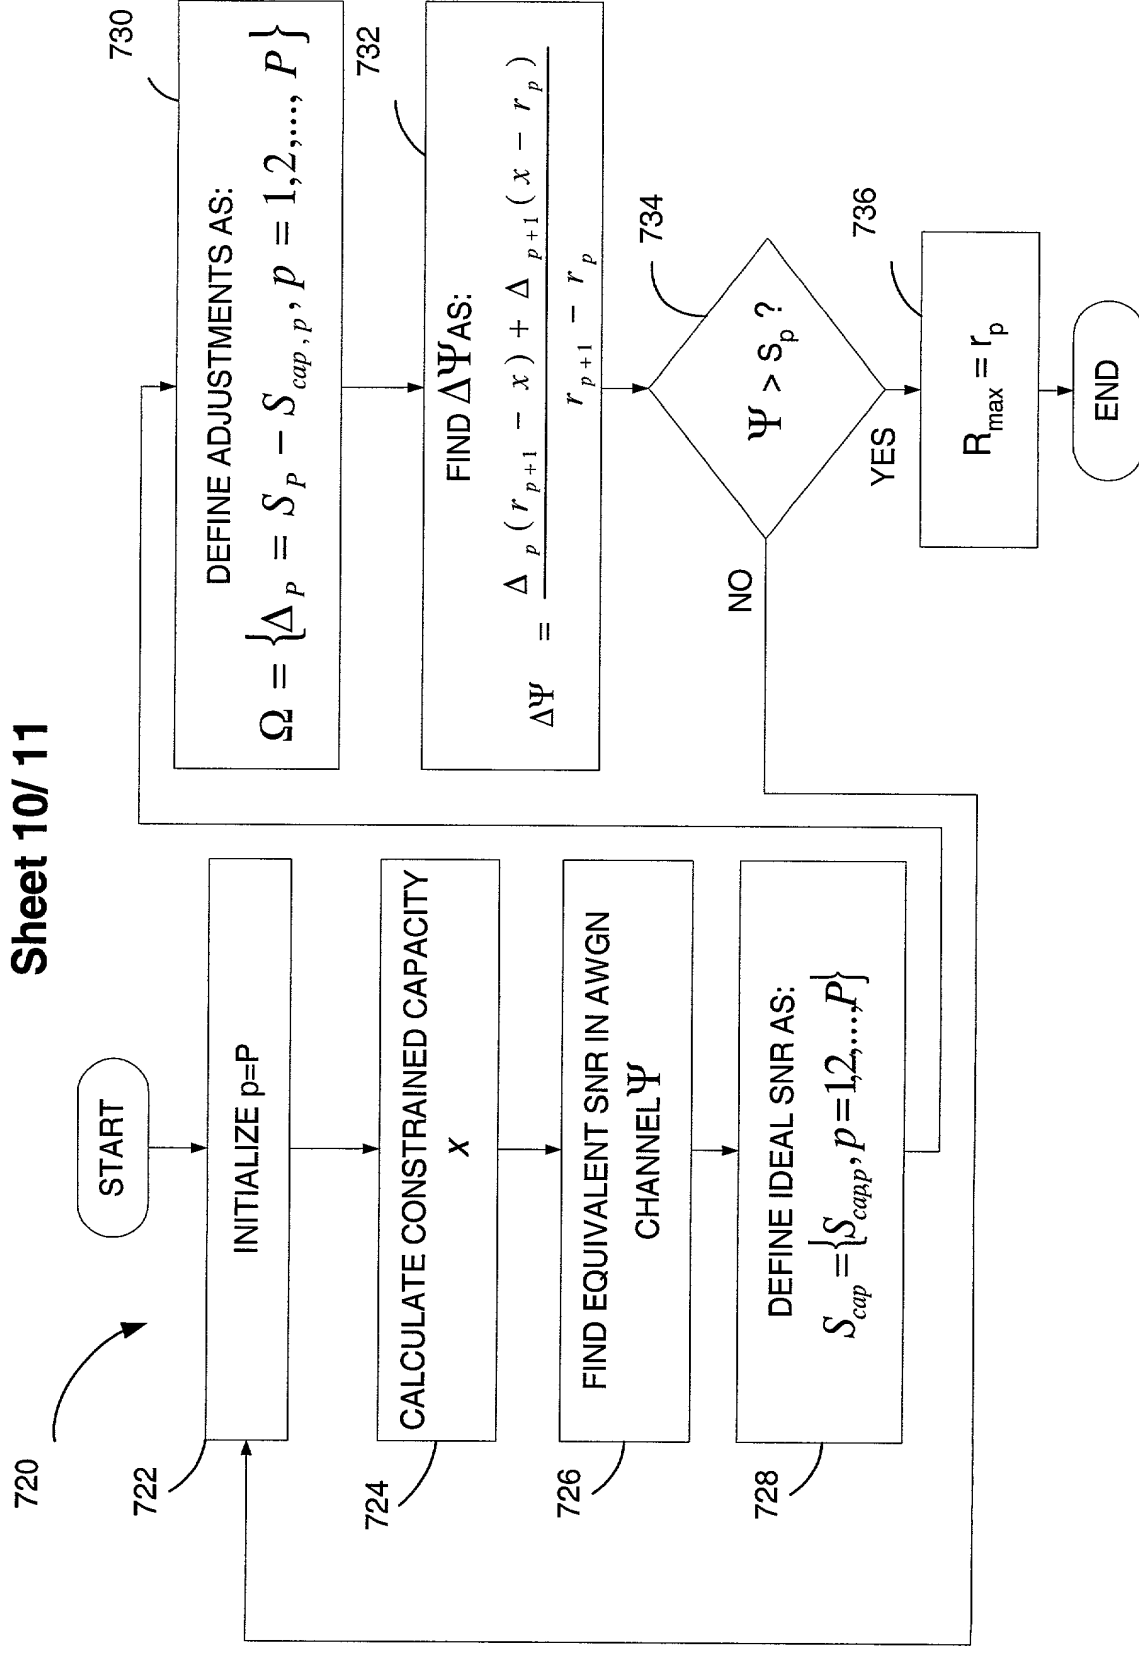 Sheet 10/ 11
720
START
722
INITIALIZE p=P
724
CALCULATE CONSTRAINED CAPACITY
x
726
FIND EQUIVALENT SNR IN AWGN
CHANNEL Ψ
728
DEFINE IDEAL SNR AS:
S_cap = {S_cap,p, p = 1,2,...,P}
730
DEFINE ADJUSTMENTS AS:
Ω = {Δ_P = S_P − S_cap,p, p = 1,2,..., P}
732
FIND ΔΨ AS:
ΔΨ = Δ_p (r_p+1 − x) + Δ_p+1 (x − r_p)
r_p+1 − r_p
734
Ψ > s_p ?
NO
YES
736
R_max = r_p
END